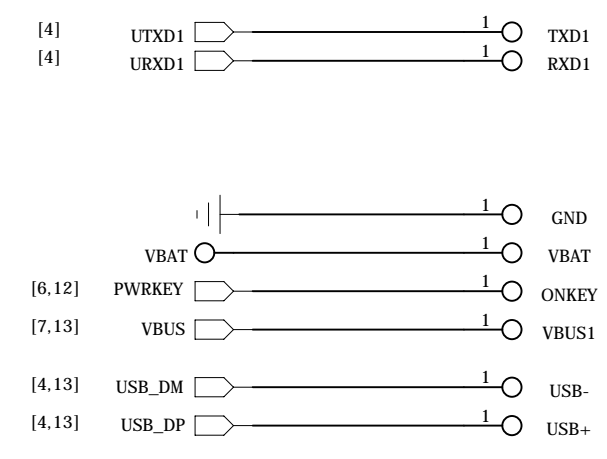 [4] UTXD1 1 TXD1
[4] URXD1 1 RXD1
1 GND
VBAT 1 VBAT
[6,12] PWRKEY 1 ONKEY
[7,13] VBUS 1 VBUS1
[4,13] USB_DM 1 USB-
[4,13] USB_DP 1 USB+